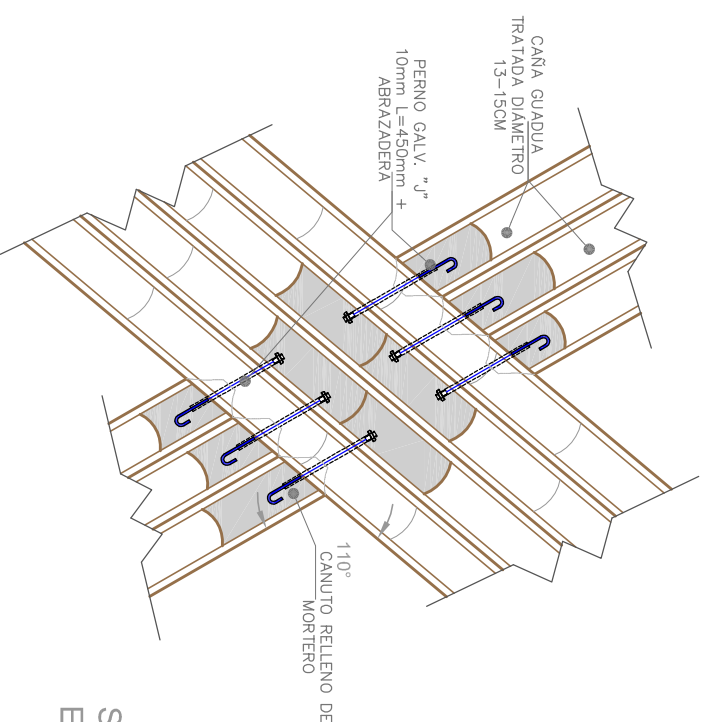 CAÑA GUADUA
TRATADA DIÁMETRO
13-15CM
PERNO GALV. "J"
10mm L=450mm +
ABRAZADERA
110°
CANUTO RELLENO DE
MORTERO
S
E